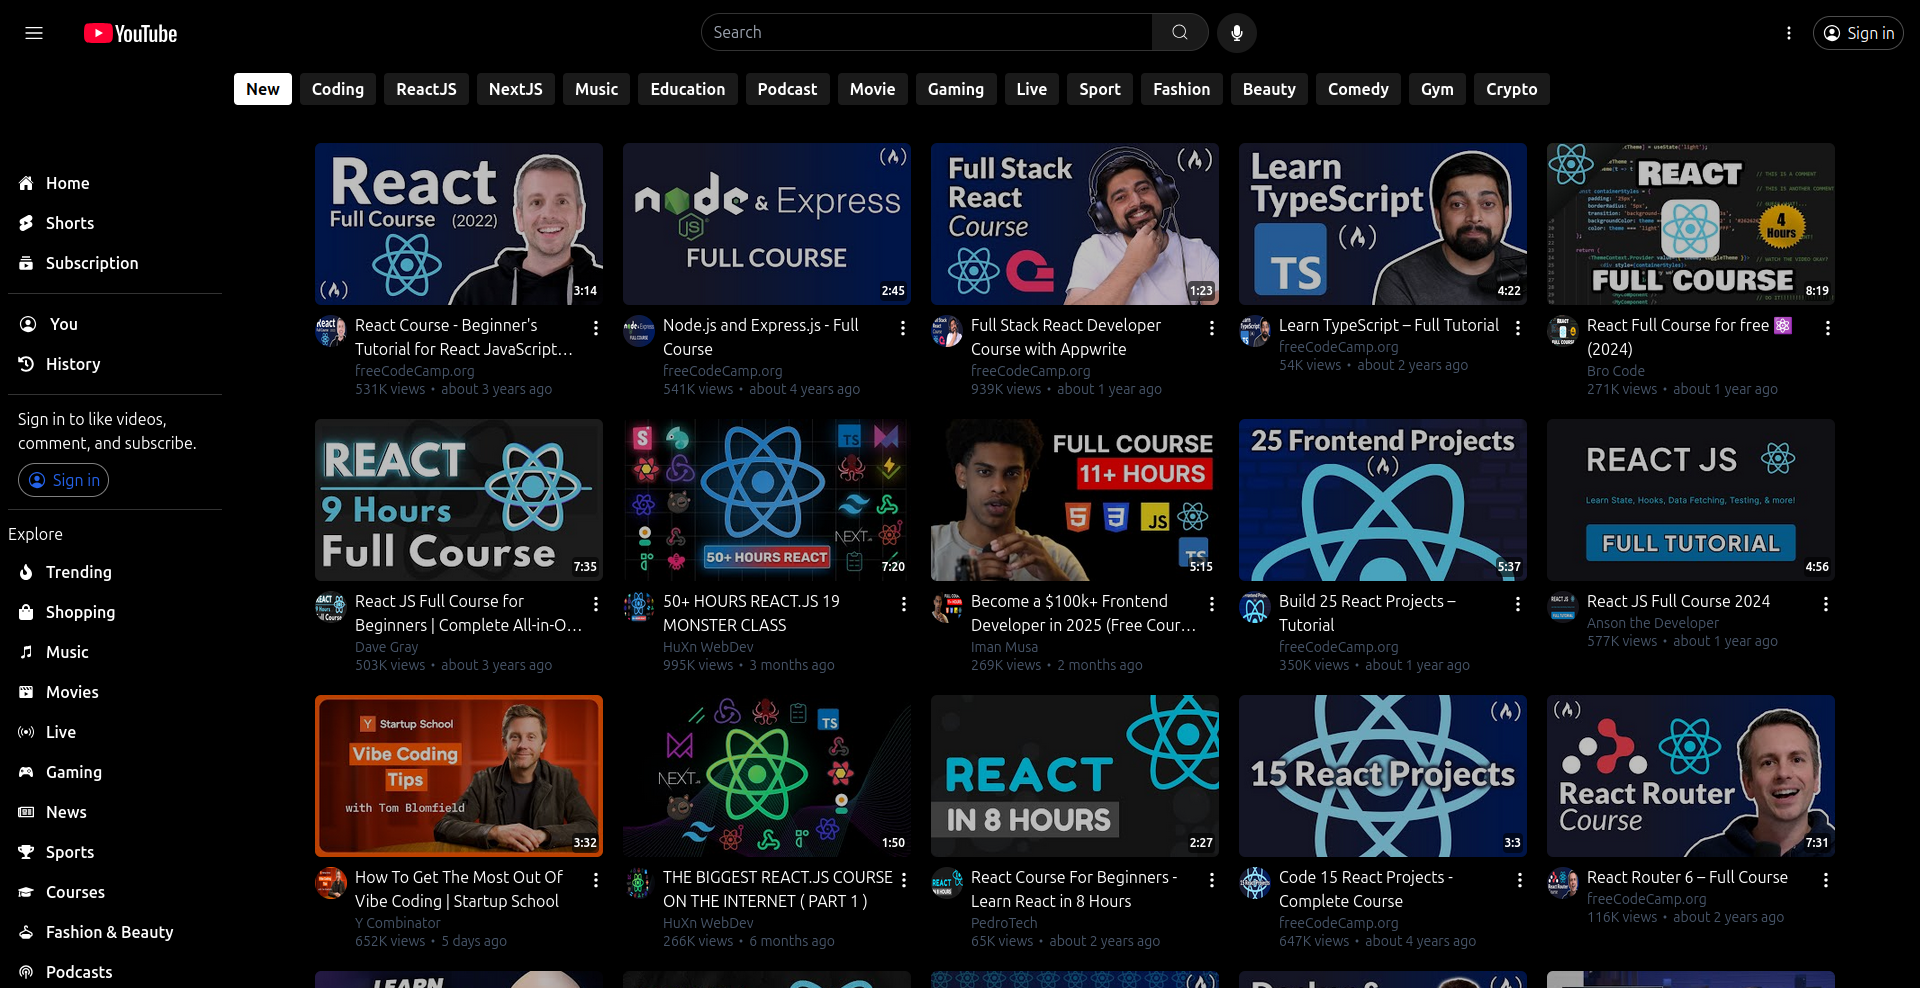 YouTube
Search
Sign in
New
Coding
ReactJS
NextJS
Music
Education
Podcast
Movie
Gaming
Live
Sport
Fashion
Beauty
Comedy
Gym
Crypto
Home
Shorts
Subscription
You
History
Sign in to like videos,
comment, and subscribe.
Sign in
Explore
Trending
Shopping
Music
Movies
Live
Gaming
News
Sports
Courses
Fashion & Beauty
Podcasts
React
Full Course (2022)
3:14
React Course - Beginner's
Tutorial for React JavaScript…
freeCodeCamp.org
531K views • about 3 years ago
node & Express
JS
FULL COURSE
2:45
Node.js and Express.js - Full
Course
freeCodeCamp.org
541K views • about 4 years ago
Full Stack
React
Course
1:23
Full Stack React Developer
Course with Appwrite
freeCodeCamp.org
939K views • about 1 year ago
Learn
TypeScript
TS
4:22
Learn TypeScript – Full Tutorial
freeCodeCamp.org
54K views • about 2 years ago
REACT
4
Hours
FULL COURSE
8:19
React Full Course for free ⚛️
(2024)
Bro Code
271K views • about 1 year ago
REACT
9 Hours
Full Course
7:35
React JS Full Course for
Beginners | Complete All-in-O…
Dave Gray
503K views • about 3 years ago
TS
NEXT
50+ HOURS REACT
7:20
50+ HOURS REACT.JS 19
MONSTER CLASS
HuXn WebDev
995K views • 3 months ago
FULL COURSE
11+ HOURS
JS
TS
5:15
Become a $100k+ Frontend
Developer in 2025 (Free Cour…
Iman Musa
269K views • 2 months ago
25 Frontend Projects
5:37
Build 25 React Projects –
Tutorial
freeCodeCamp.org
350K views • about 1 year ago
REACT JS
Learn State, Hooks, Data Fetching, Testing, & more!
FULL TUTORIAL
4:56
React JS Full Course 2024
Anson the Developer
577K views • about 1 year ago
Y Startup School
Vibe Coding
Tips
with Tom Blomfield
3:32
How To Get The Most Out Of
Vibe Coding | Startup School
Y Combinator
652K views • 5 days ago
TS
NEXT
1:50
THE BIGGEST REACT.JS COURSE
ON THE INTERNET ( PART 1 )
HuXn WebDev
266K views • 6 months ago
REACT
IN 8 HOURS
2:27
React Course For Beginners -
Learn React in 8 Hours
PedroTech
65K views • about 2 years ago
15 React Projects
3:3
Code 15 React Projects -
Complete Course
freeCodeCamp.org
647K views • about 4 years ago
React Router
Course
7:31
React Router 6 – Full Course
freeCodeCamp.org
116K views • about 2 years ago
LEARN